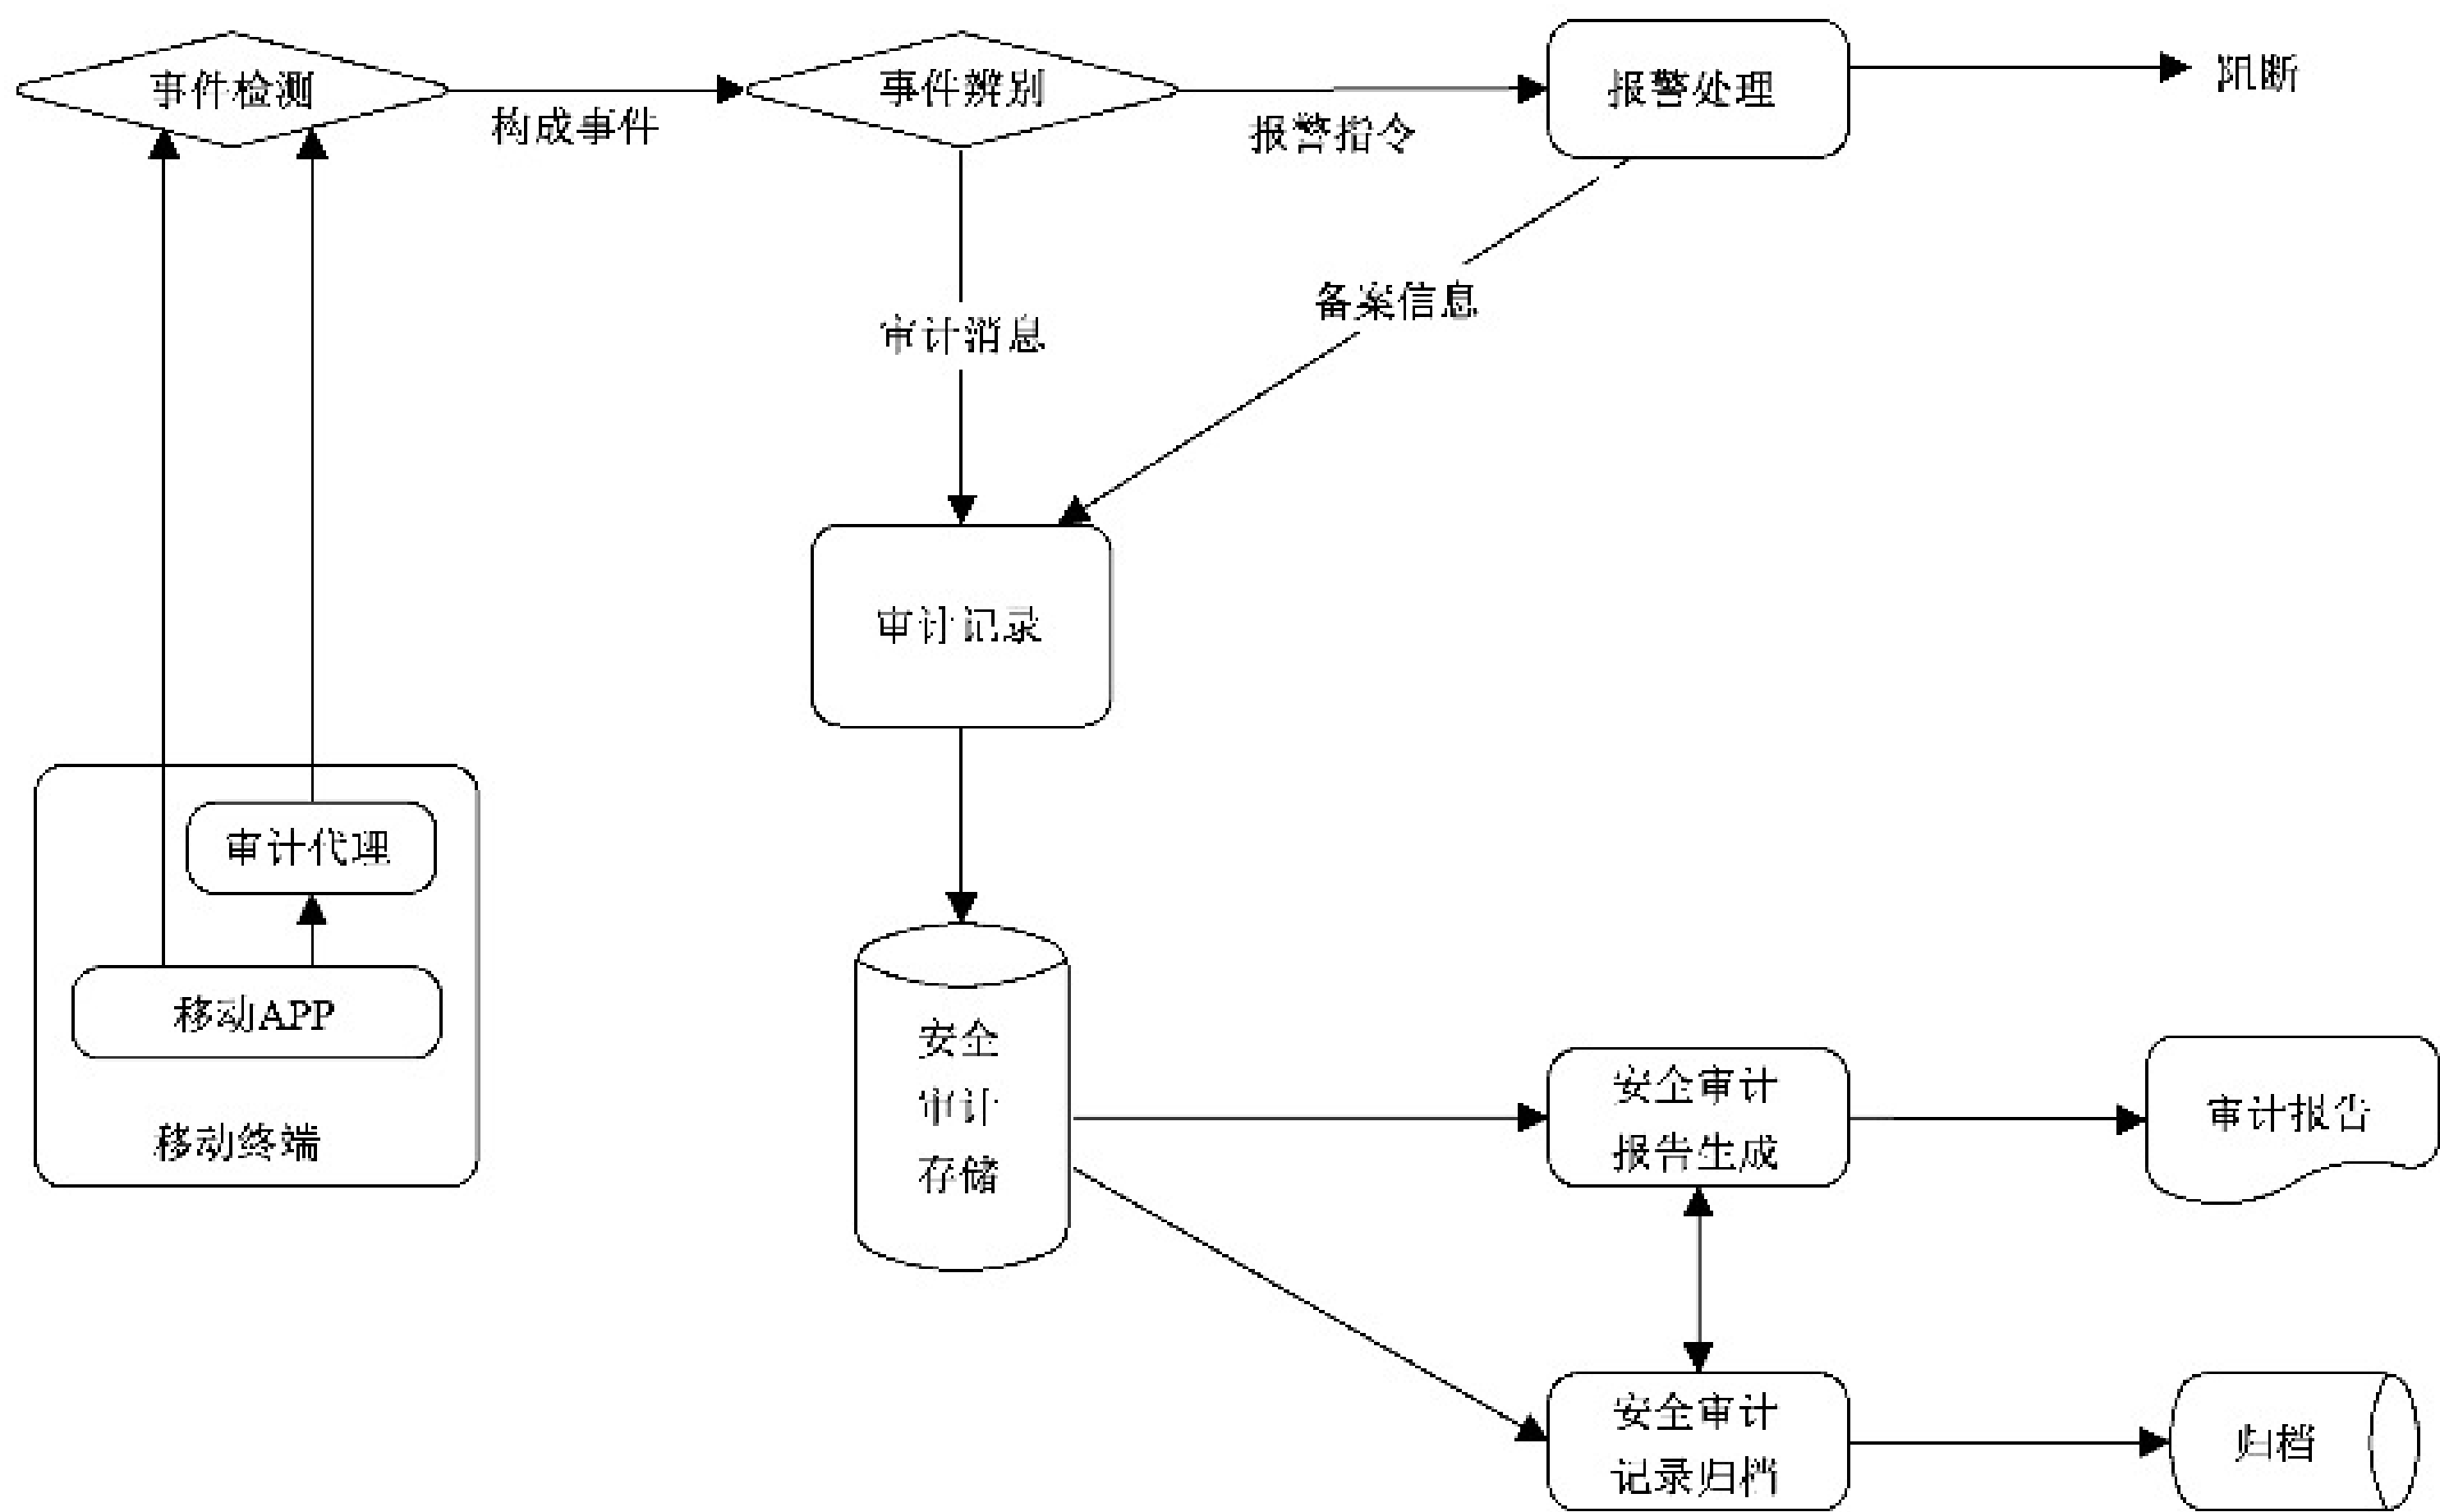 事件检测
构成事件
事件辨别
报警指令
报警处理
阻断
审计消息
备案信息
审计记录
审计代理
移动APP
移动终端
安全
审计
存储
安全审计
报告生成
审计报告
安全审计
记录归档
归档